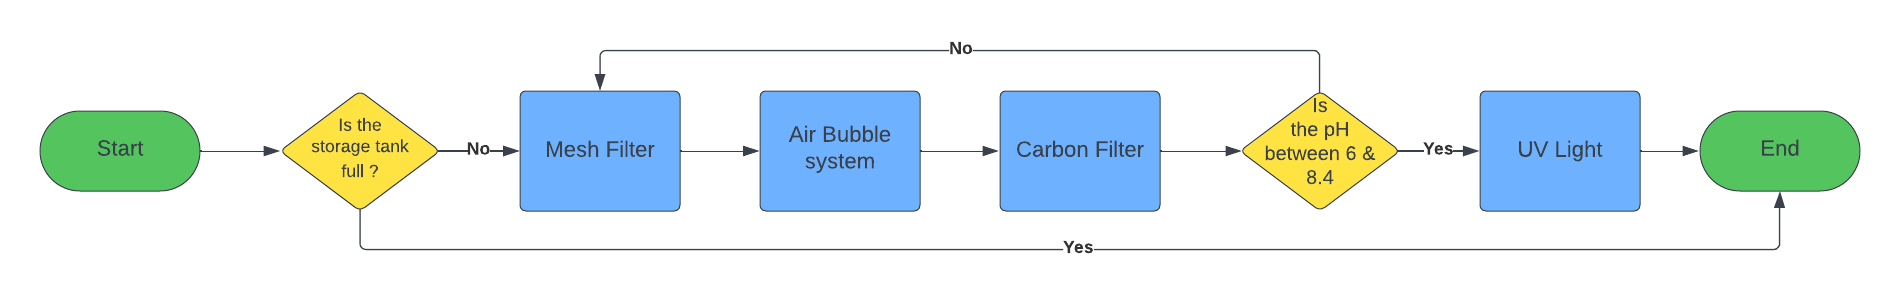 No
Start
Is the
storage tank
full ?
No
Mesh Filter
Air Bubble
system
Carbon Filter
Is
the pH
between 6 &
8.4
Yes
UV Light
End
Yes